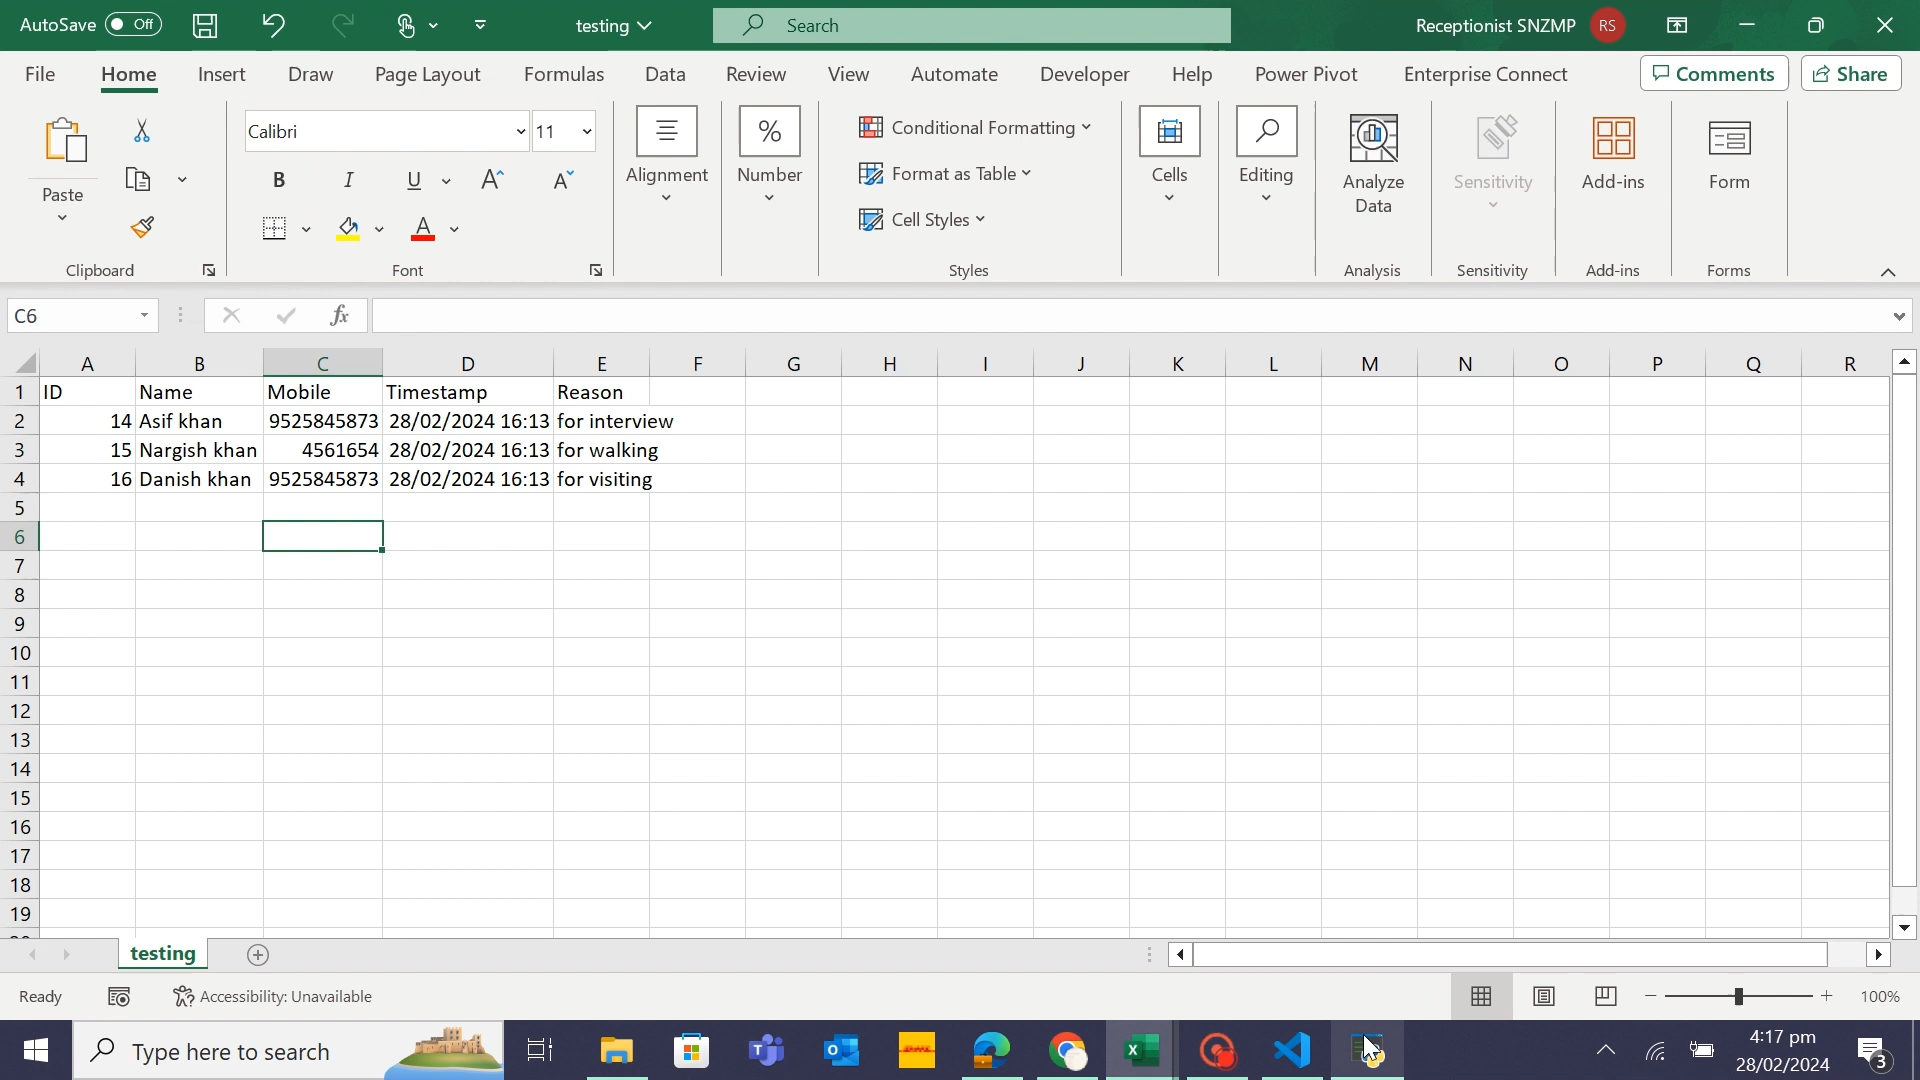 AutoSave Off testing Search Receptionist SNZMP RS
File Home Insert Draw Page Layout Formulas Data Review View Automate Developer Help Power Pivot Enterprise Connect Comments Share
Calibri 11
Paste
B I U A A
A
Alignment
%
Number
Conditional Formatting
Format as Table
Cell Styles
Cells
Editing
Analyze
Data
Sensitivity
Add-ins
Form
Clipboard Font Styles Analysis Sensitivity Add-ins Forms
C6 fx
A B C D E F G H I J K L M N O P Q R
1 ID Name Mobile Timestamp Reason
2 14 Asif khan 9525845873 28/02/2024 16:13 for interview
3 15 Nargish khan 4561654 28/02/2024 16:13 for walking
4 16 Danish khan 9525845873 28/02/2024 16:13 for visiting
5
6
7
8
9
10
11
12
13
14
15
16
17
18
19
testing
Ready Accessibility: Unavailable 100%
Type here to search 4:17 pm
28/02/2024 3